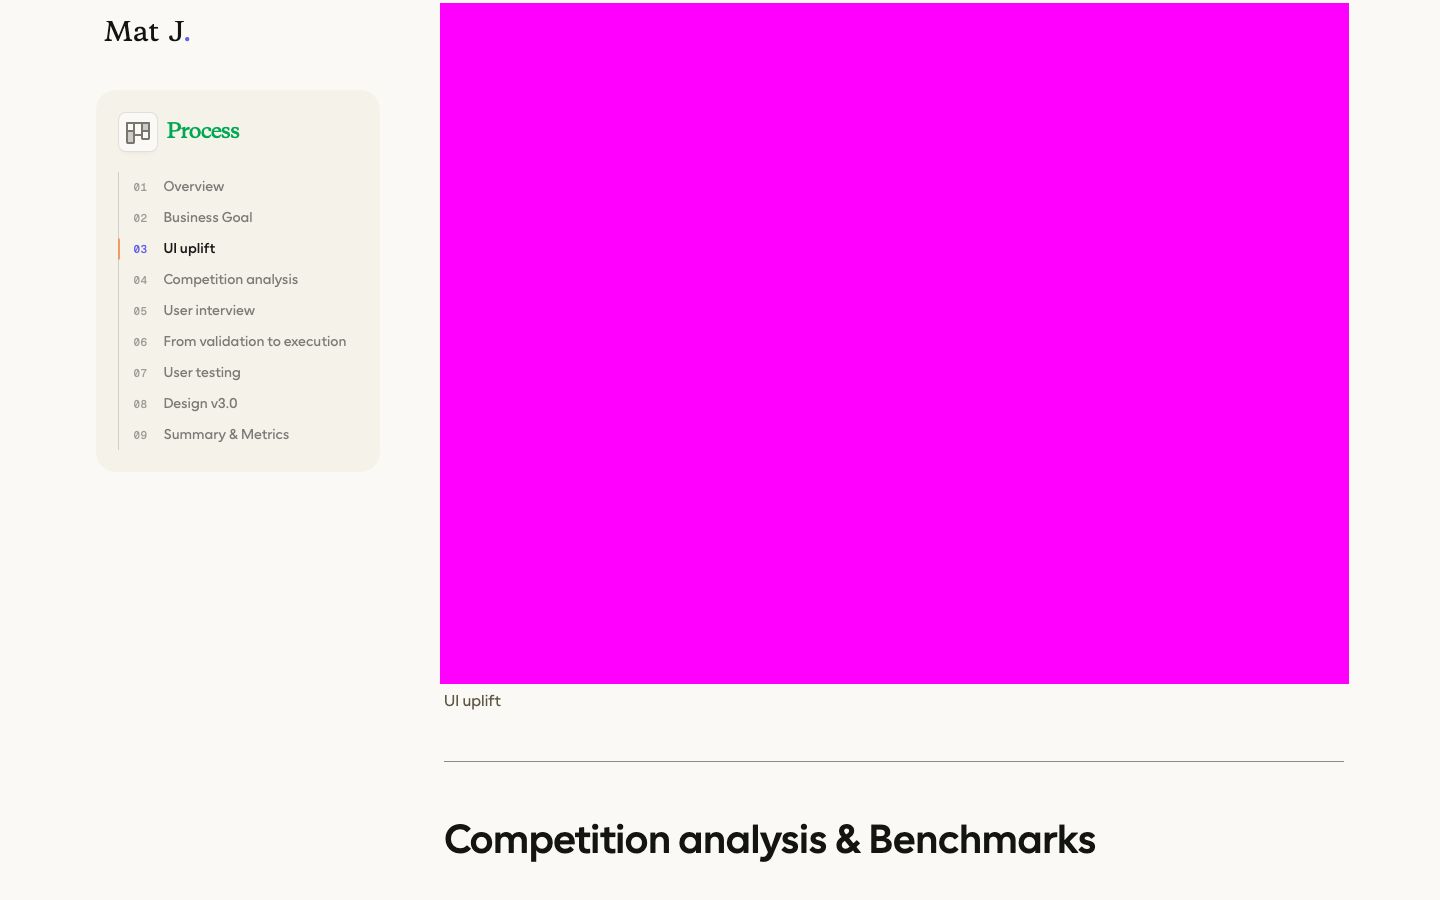 Mat J.
Process
01 Overview
02 Business Goal
03 UI uplift
04 Competition analysis
05 User interview
06 From validation to execution
07 User testing
08 Design v3.0
09 Summary & Metrics
UI uplift
Competition analysis & Benchmarks